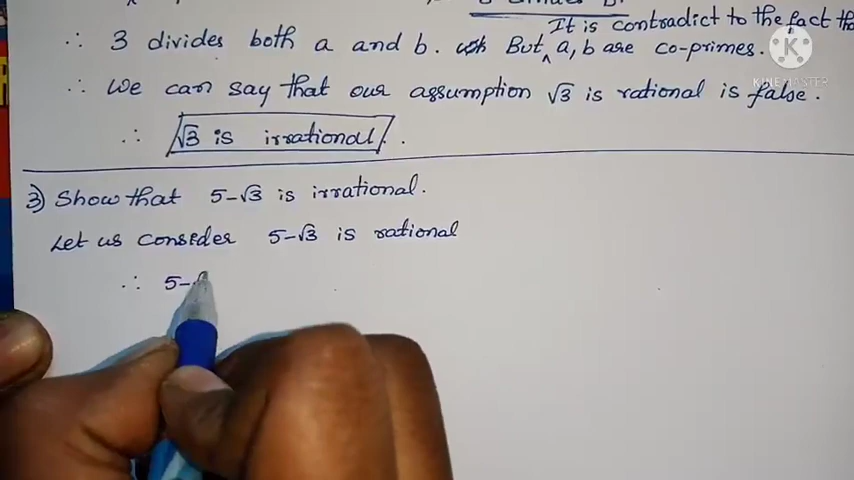 It is contradict to the fact
∴ 3 divides both a and b. But ^ a, b are co-primes.
∴ We can say that our assumption √3 is rational is false.
∴ √3 is irrational.
3) Show that 5-√3 is irrational.
Let us consider 5-√3 is rational
∴ 5-
K
KINEMASTER